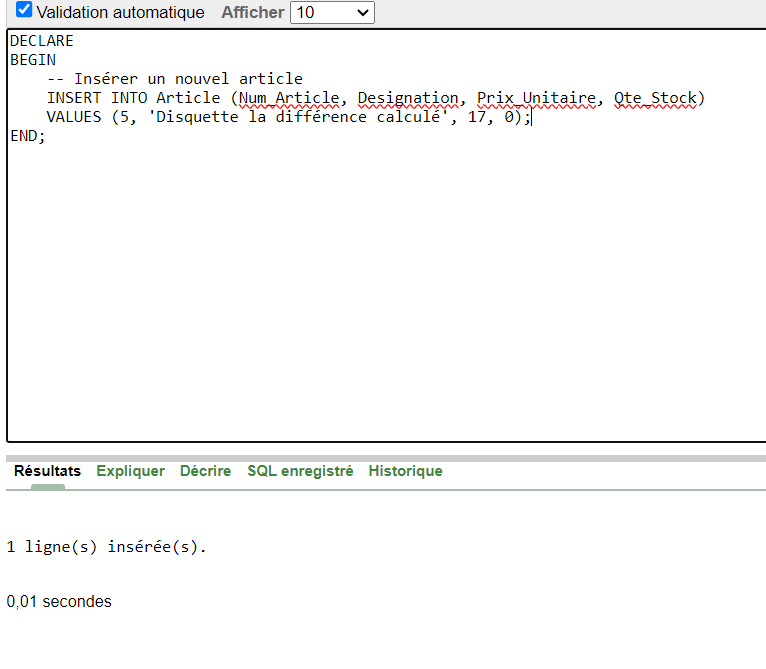 Validation automatique Afficher 10
DECLARE
BEGIN
-- Insérer un nouvel article
INSERT INTO Article (Num_Article, Designation, Prix_Unitaire, Qte_Stock)
VALUES (5, 'Disquette la différence calculé', 17, 0);
END;
Résultats Expliquer Décrire SQL enregistré Historique
1 ligne(s) insérée(s).
0,01 secondes